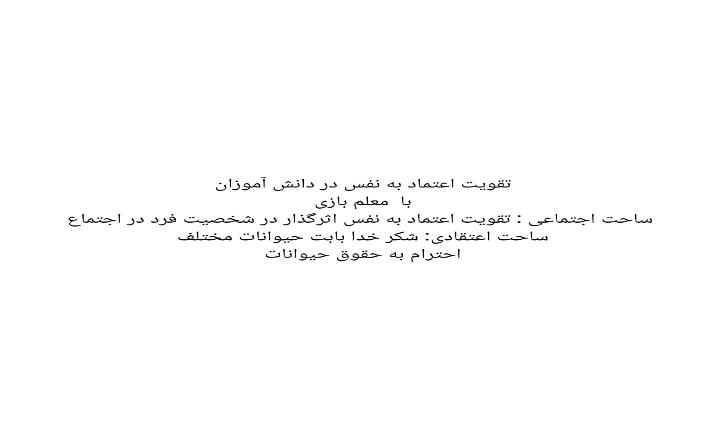 تقویت اعتماد به نفس در دانش آموزان
با معلم بازی
ساحت اجتماعی : تقویت اعتماد به نفس اثرگذار در شخصیت فرد در اجتماع
ساحت اعتقادی: شکر خدا بابت حیوانات مختلف
احترام به حقوق حیوانات